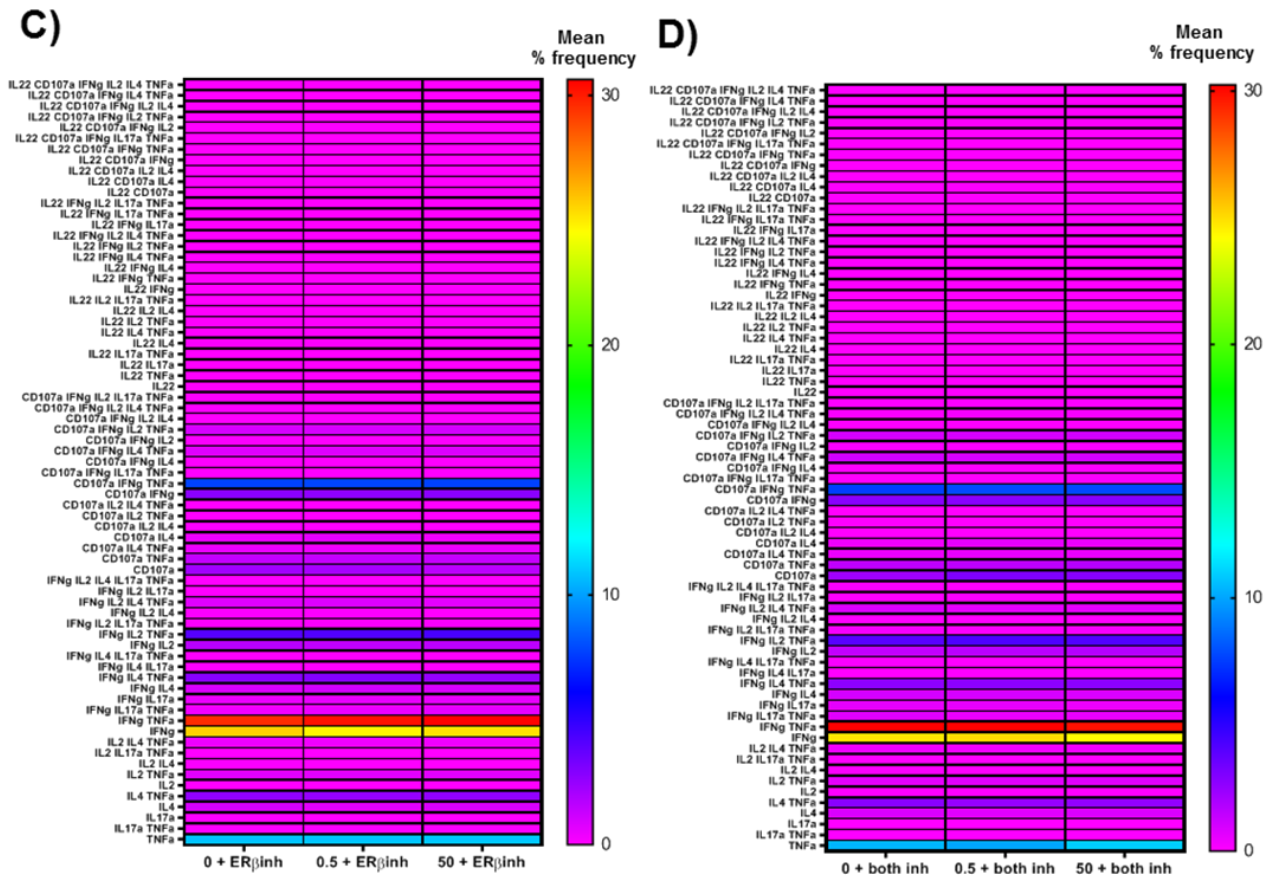 C)
Mean
% frequency
IL22 CD107a IFNg IL2 IL4 TNFa
IL22 CD107a IFNg IL4 TNFa
IL22 CD107a IFNg IL2 IL4
IL22 CD107a IFNg IL2 TNFa
IL22 CD107a IFNg IL2
IL22 CD107a IFNg IL17a TNFa
IL22 CD107a IFNg TNFa
IL22 CD107a IFNg
IL22 CD107a IL2 IL4
IL22 CD107a IL4
IL22 CD107a
IL22 IFNg IL2 IL17a TNFa
IL22 IFNg IL17a TNFa
IL22 IFNg IL17a
IL22 IFNg IL2 IL4 TNFa
IL22 IFNg IL2 TNFa
IL22 IFNg IL4 TNFa
IL22 IFNg IL4
IL22 IFNg TNFa
IL22 IFNg
IL22 IL2 IL17a TNFa
IL22 IL2 IL4
IL22 IL2 TNFa
IL22 IL4 TNFa
IL22 IL4
IL22 IL17a TNFa
IL22 IL17a
IL22 TNFa
IL22
CD107a IFNg IL2 IL17a TNFa
CD107a IFNg IL2 IL4 TNFa
CD107a IFNg IL2 IL4
CD107a IFNg IL2 TNFa
CD107a IFNg IL2
CD107a IFNg IL4 TNFa
CD107a IFNg IL4
CD107a IFNg IL17a TNFa
CD107a IFNg TNFa
CD107a IFNg
CD107a IL2 IL4 TNFa
CD107a IL2 TNFa
CD107a IL2 IL4
CD107a IL4
CD107a IL4 TNFa
CD107a TNFa
CD107a
IFNg IL2 IL4 IL17a TNFa
IFNg IL2 IL17a
IFNg IL2 IL4 TNFa
IFNg IL2 IL4
IFNg IL2 IL17a TNFa
IFNg IL2 TNFa
IFNg IL2
IFNg IL4 IL17a TNFa
IFNg IL4 IL17a
IFNg IL4 TNFa
IFNg IL4
IFNg IL17a
IFNg IL17a TNFa
IFNg TNFa
IFNg
IL2 IL4 TNFa
IL2 IL17a TNFa
IL2 IL4
IL2 TNFa
IL2
IL4 TNFa
IL4
IL17a
IL17a TNFa
TNFa
0 + ERβinh
0.5 + ERβinh
50 + ERβinh
30
20
10
0
D)
Mean
% frequency
IL22 CD107a IFNg IL2 IL4 TNFa
IL22 CD107a IFNg IL4 TNFa
IL22 CD107a IFNg IL2 IL4
IL22 CD107a IFNg IL2 TNFa
IL22 CD107a IFNg IL2
IL22 CD107a IFNg IL17a TNFa
IL22 CD107a IFNg TNFa
IL22 CD107a IFNg
IL22 CD107a IL2 IL4
IL22 CD107a IL4
IL22 CD107a
IL22 IFNg IL2 IL17a TNFa
IL22 IFNg IL17a TNFa
IL22 IFNg IL17a
IL22 IFNg IL2 IL4 TNFa
IL22 IFNg IL2 TNFa
IL22 IFNg IL4 TNFa
IL22 IFNg IL4
IL22 IFNg TNFa
IL22 IFNg
IL22 IL2 IL17a TNFa
IL22 IL2 IL4
IL22 IL2 TNFa
IL22 IL4 TNFa
IL22 IL4
IL22 IL17a TNFa
IL22 IL17a
IL22 TNFa
IL22
CD107a IFNg IL2 IL17a TNFa
CD107a IFNg IL2 IL4 TNFa
CD107a IFNg IL2 IL4
CD107a IFNg IL2 TNFa
CD107a IFNg IL2
CD107a IFNg IL4 TNFa
CD107a IFNg IL4
CD107a IFNg IL17a TNFa
CD107a IFNg TNFa
CD107a IFNg
CD107a IL2 IL4 TNFa
CD107a IL2 TNFa
CD107a IL2 IL4
CD107a IL4
CD107a IL4 TNFa
CD107a TNFa
CD107a
IFNg IL2 IL4 IL17a TNFa
IFNg IL2 IL17a
IFNg IL2 IL4 TNFa
IFNg IL2 IL4
IFNg IL2 IL17a TNFa
IFNg IL2 TNFa
IFNg IL2
IFNg IL4 IL17a TNFa
IFNg IL4 IL17a
IFNg IL4 TNFa
IFNg IL4
IFNg IL17a
IFNg IL17a TNFa
IFNg TNFa
IFNg
IL2 IL4 TNFa
IL2 IL17a TNFa
IL2 IL4
IL2 TNFa
IL2
IL4 TNFa
IL4
IL17a
IL17a TNFa
TNFa
0 + both inh
0.5 + both inh
50 + both inh
30
20
10
0